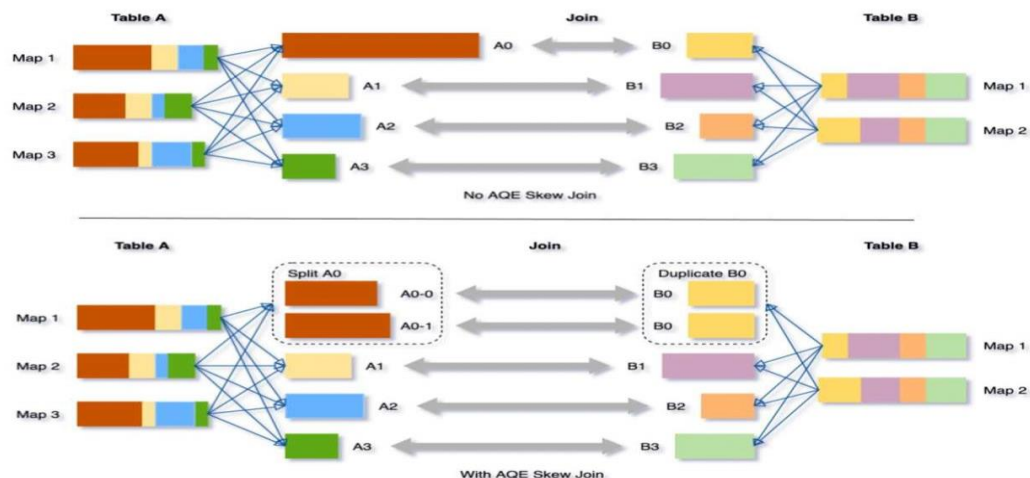 Table A Join Table B
Map 1 A0 B0
A1 B1 Map 1
Map 2 A2 B2 Map 2
Map 3 A3 B3
No AQE Skew Join
Table A Join Table B
Split A0 Duplicate B0
A0-0 B0
Map 1 A0-1 B0
Map 1
Map 2 A1 B1
A2 B2 Map 2
Map 3
A3 B3
With AQE Skew Join